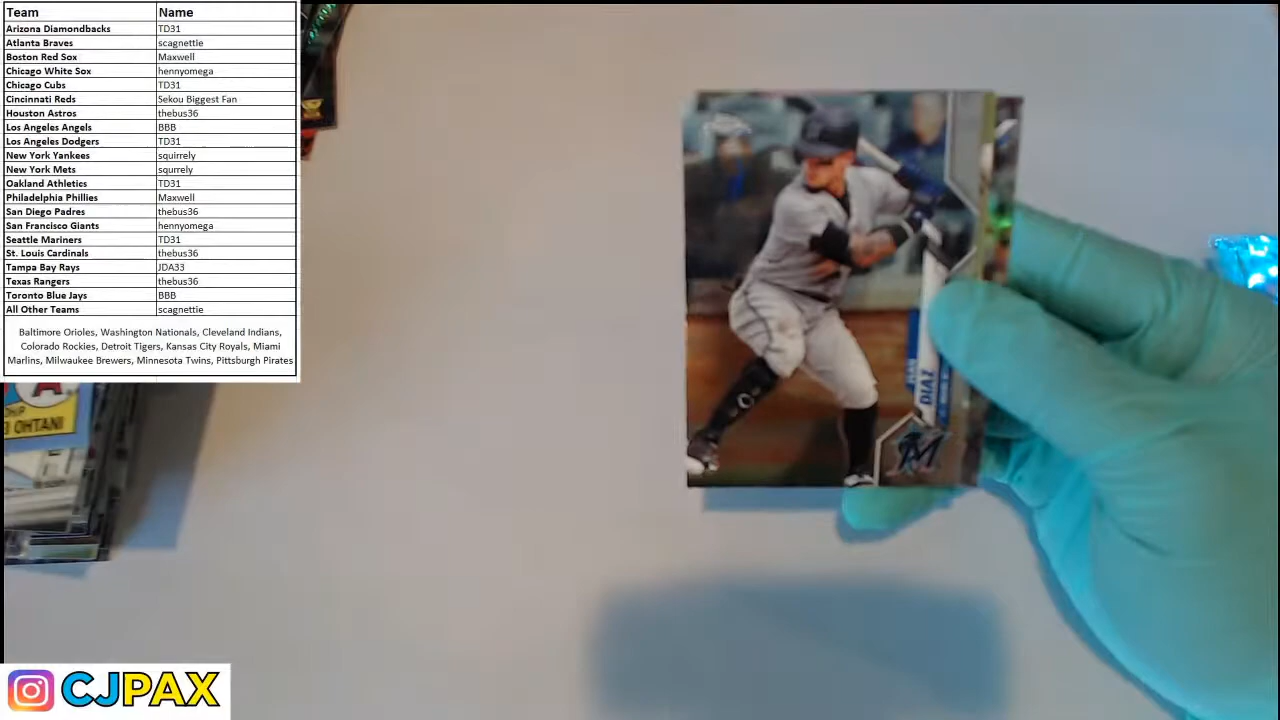 Team Name
Arizona Diamondbacks TD31
Atlanta Braves scagnettie
Boston Red Sox Maxwell
Chicago White Sox hennyomega
Chicago Cubs TD31
Cincinnati Reds Sekou Biggest Fan
Houston Astros thebus36
Los Angeles Angels BBB
Los Angeles Dodgers TD31
New York Yankees squirrely
New York Mets squrrely
Oakland Athletics TD31
Philadelphia Phillies Maxwell
San Diego Padres thebus36
San Francisco Giants hennyomega
Seattle Mariners TD31
St. Louis Cardinals thebus36
Tampa Bay Rays JDA33
Texas Rangers thebus36
Toronto Blue Jays BBB
All Other Teams scagnettie
Baltimore Orioles, Washington Nationals, Cleveland Indians,
Colorado Rockies, Detroit Tigers, Kansas City Royals, Miami
Marlins, Milwaukee Brewers, Minnesota Twins, Pittsburgh Pirates
OHTANI
DIAZ
M
CJPAX